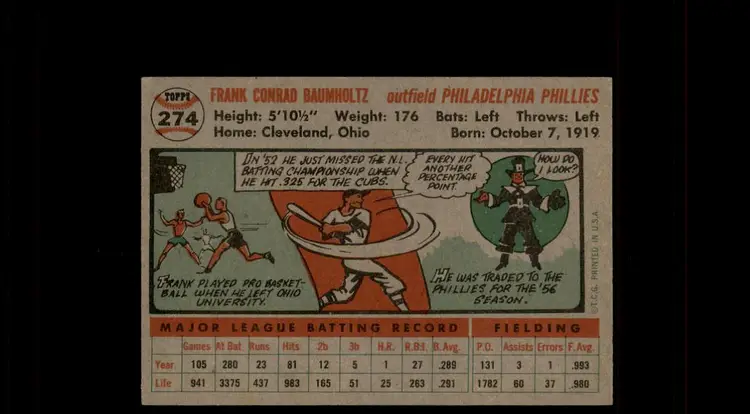 TOPPS
274
FRANK CONRAD BAUMHOLTZ outfield PHILADELPHIA PHILLIES
Height: 5'10½" Weight: 176 Bats: Left Throws: Left
Home: Cleveland, Ohio Born: October 7, 1919
IN '52 HE JUST MISSED THE N.L.
BATTING CHAMPIONSHIP WHEN
HE HIT .325 FOR THE CUBS.
EVERY HIT
ANOTHER
PERCENTAGE
POINT.
HOW DO
I LOOK?
FRANK PLAYED PRO BASKET-
BALL WHEN HE LEFT OHIO
UNIVERSITY.
HE WAS TRADED TO THE
PHILLIES FOR THE '56
SEASON.
©T.C.G. PRINTED IN U.S.A.
MAJOR LEAGUE BATTING RECORD FIELDING
Games At Bat Runs Hits 2b 3b H.R. R.B.I. B.Avg. P.O. Assists Errors F.Avg.
Year 105 280 23 81 12 5 1 27 .289 131 3 1 .993
Life 941 3375 437 983 165 51 25 263 .291 1782 60 37 .980